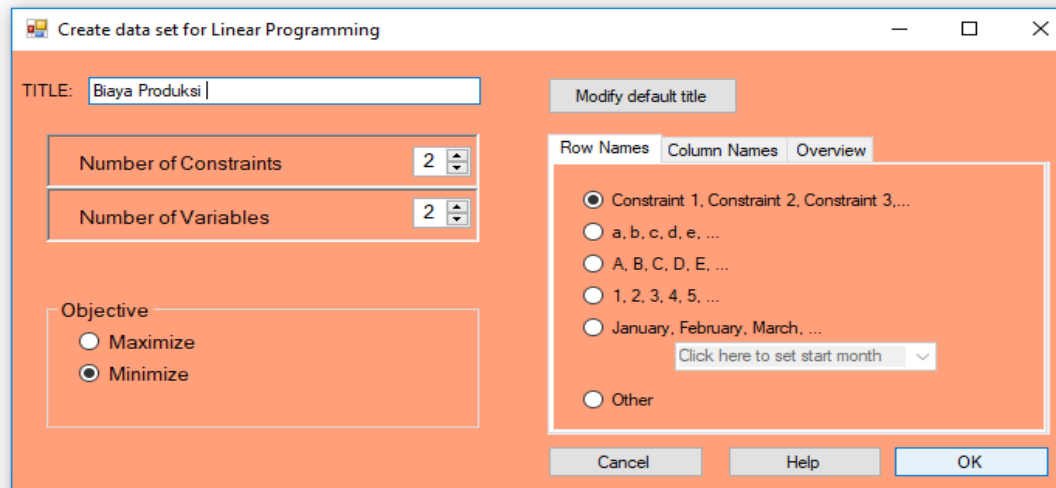 Create data set for Linear Programming
TITLE: Biaya Produksi
Modify default title
Number of Constraints 2
Number of Variables 2
Objective
Maximize
Minimize
Row Names Column Names Overview
Constraint 1, Constraint 2, Constraint 3,...
a, b, c, d, e, ...
A, B, C, D, E, ...
1, 2, 3, 4, 5, ...
January, February, March, ...
Click here to set start month
Other
Cancel Help OK